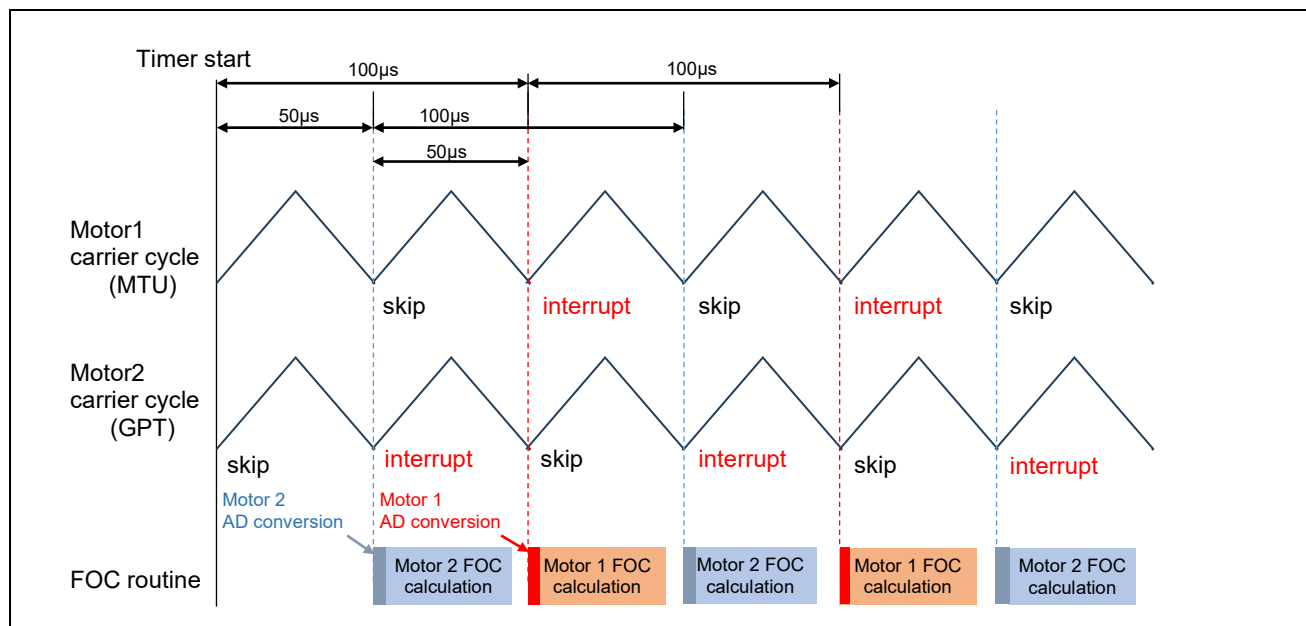 Timer start
100µs
100µs
50µs
100µs
50µs
Motor1
carrier cycle
(MTU)
skip
interrupt
skip
interrupt
skip
Motor2
carrier cycle
(GPT)
skip
interrupt
skip
interrupt
skip
interrupt
Motor 2
AD conversion
Motor 1
AD conversion
FOC routine
Motor 2 FOC
calculation
Motor 1 FOC
calculation
Motor 2 FOC
calculation
Motor 1 FOC
calculation
Motor 2 FOC
calculation